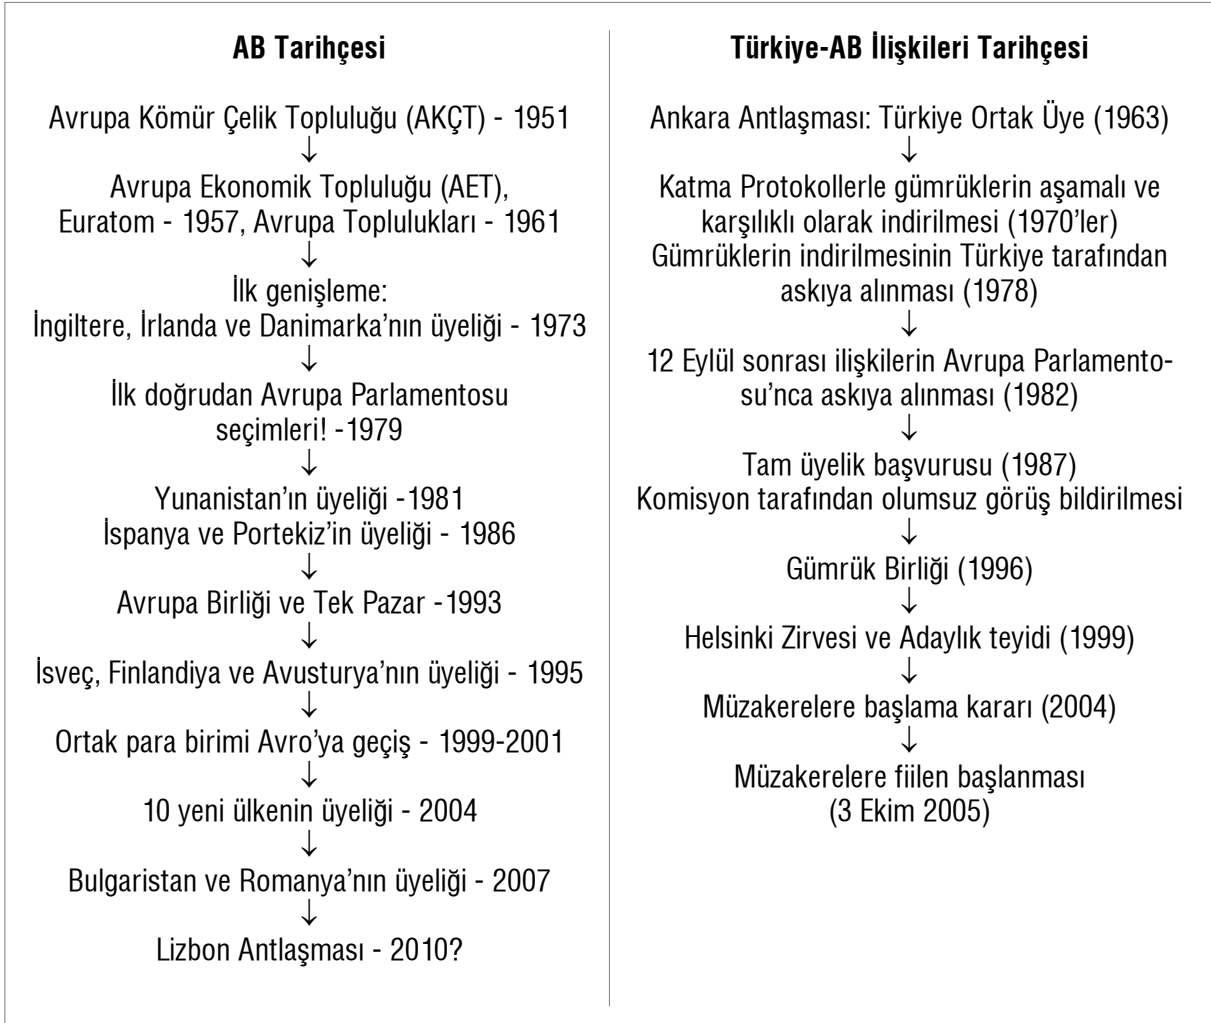 AB Tarihçesi
Avrupa Kömür Çelik Topluluğu (AKÇT) - 1951
↓
Avrupa Ekonomik Topluluğu (AET),
Euratom - 1957, Avrupa Toplulukları - 1961
↓
İlk genişleme:
İngiltere, İrlanda ve Danimarka’nın üyeliği - 1973
↓
İlk doğrudan Avrupa Parlamentosu
seçimleri! -1979
↓
Yunanistan’ın üyeliği -1981
İspanya ve Portekiz’in üyeliği - 1986
↓
Avrupa Birliği ve Tek Pazar -1993
↓
İsveç, Finlandiya ve Avusturya’nın üyeliği - 1995
↓
Ortak para birimi Avro’ya geçiş - 1999-2001
↓
10 yeni ülkenin üyeliği - 2004
↓
Bulgaristan ve Romanya’nın üyeliği - 2007
↓
Lizbon Antlaşması - 2010?
Türkiye-AB İlişkileri Tarihçesi
Ankara Antlaşması: Türkiye Ortak Üye (1963)
↓
Katma Protokollerle gümrüklerin aşamalı ve
karşılıklı olarak indirilmesi (1970’ler)
Gümrüklerin indirilmesinin Türkiye tarafından
askıya alınması (1978)
↓
12 Eylül sonrası ilişkilerin Avrupa Parlamento-
su’nca askıya alınması (1982)
↓
Tam üyelik başvurusu (1987)
Komisyon tarafından olumsuz görüş bildirilmesi
↓
Gümrük Birliği (1996)
↓
Helsinki Zirvesi ve Adaylık teyidi (1999)
↓
Müzakerelere başlama kararı (2004)
↓
Müzakerelere fiilen başlanması
(3 Ekim 2005)